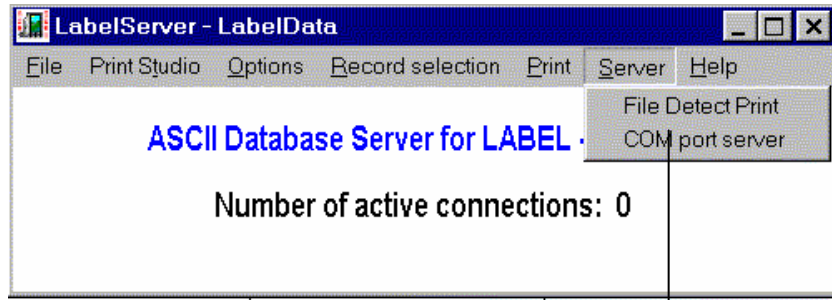 LabelServer - LabelData
File Print Studio Options Record selection Print Server Help
File Detect Print
COM port server
ASCII Database Server for LABEL -
Number of active connections: 0